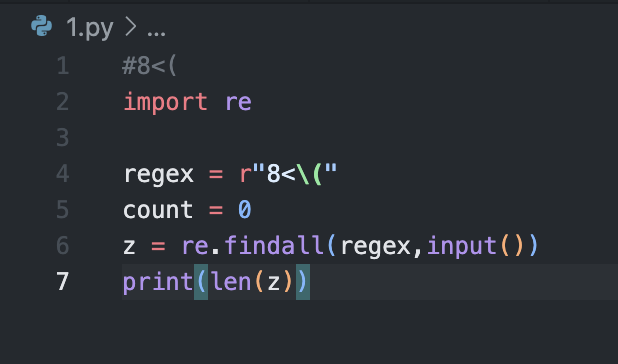 1.py > ...
1 #8<(
2 import re
3
4 regex = r"8<\("
5 count = 0
6 z = re.findall(regex,input())
7 print(len(z))